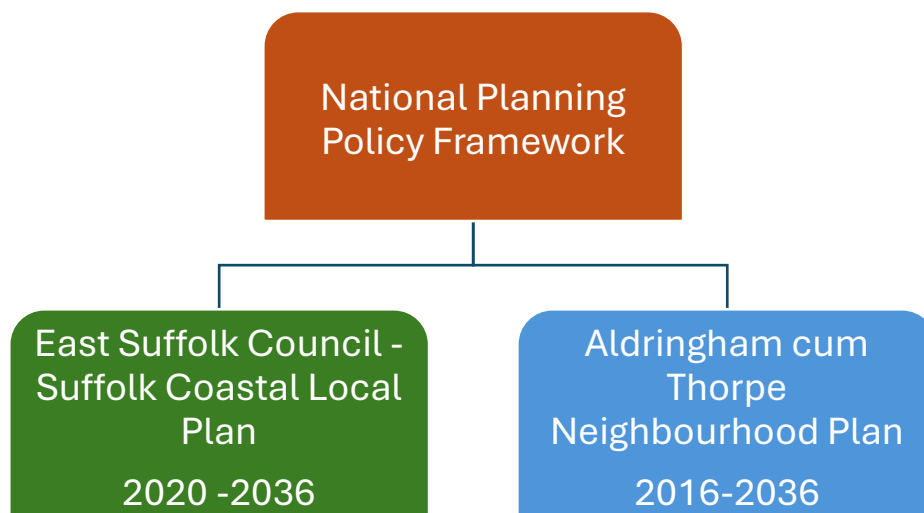 National Planning
Policy Framework
East Suffolk Council -
Suffolk Coastal Local
Plan
2020 -2036
Aldringham cum
Thorpe
Neighbourhood Plan
2016-2036